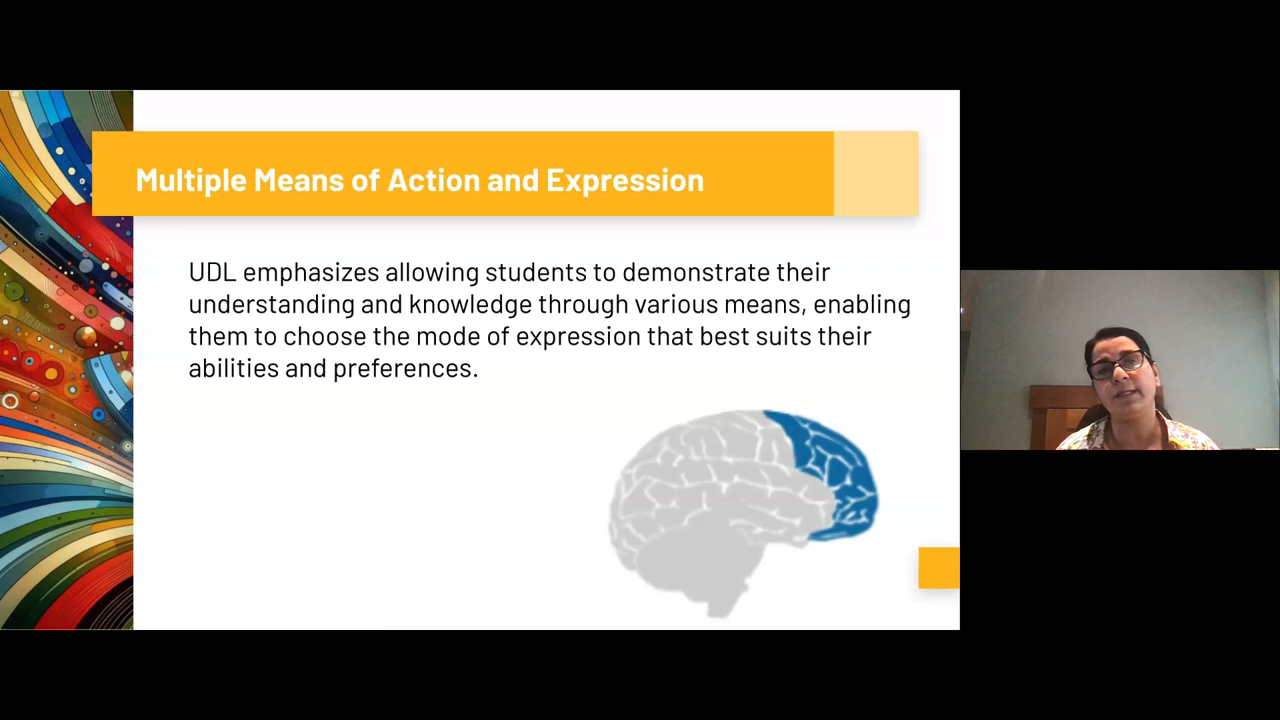 Multiple Means of Action and Expression
UDL emphasizes allowing students to demonstrate their
understanding and knowledge through various means, enabling
them to choose the mode of expression that best suits their
abilities and preferences.